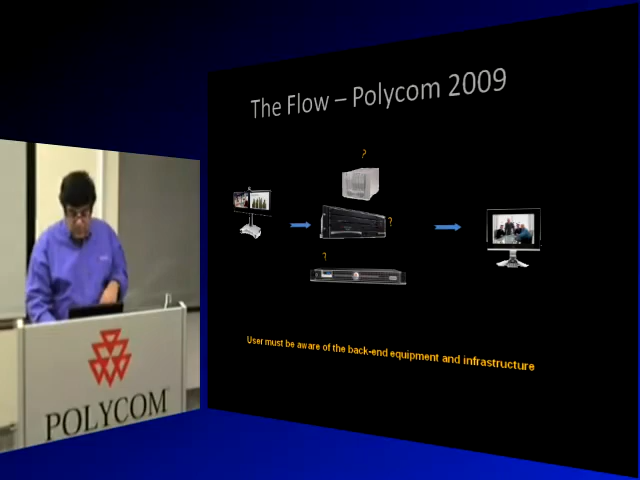 The Flow – Polycom 2009
?
?
?
User must be aware of the back-end equipment and infrastructure
POLYCOM